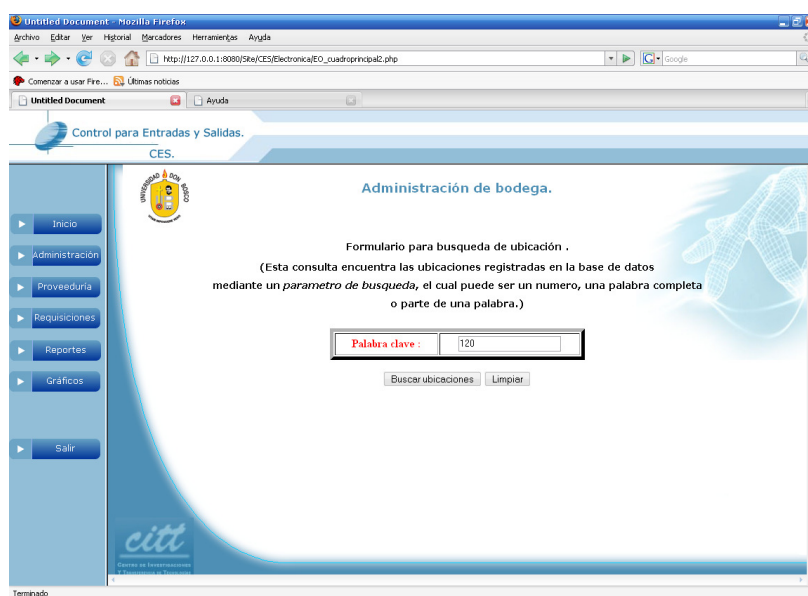 Untitled Document - Mozilla Firefox
Archivo Editar Ver Historial Marcadores Herramientas Ayuda
http://127.0.0.1:8080/Site/CES/Electronica/EO_cuadroprincipal2.php
Google
Comenzar a usar Fire... Últimas noticias
Untitled Document Ayuda
Control para Entradas y Salidas.
CES.
UNIVERSIDAD DON BOSCO
Administración de bodega.
Inicio
Administración
Proveeduría
Requisiciones
Reportes
Gráficos
Salir
Formulario para busqueda de ubicación .
(Esta consulta encuentra las ubicaciones registradas en la base de datos
mediante un parametro de busqueda, el cual puede ser un numero, una palabra completa
o parte de una palabra.)
Palabra clave : 120
Buscar ubicaciones Limpiar
citt
Terminado